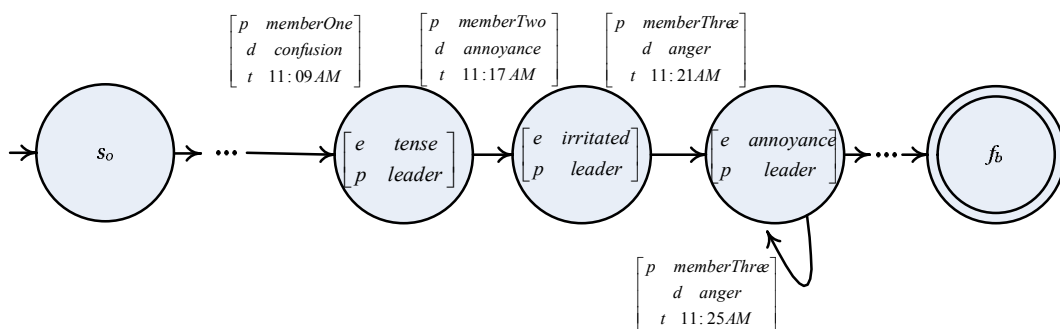 p memberOne
d confusion
t 11:09AM
p memberTwo
d annoyance
t 11:17AM
p memberThree
d anger
t 11:21AM
s₀
...
e tense
p leader
e irritated
p leader
e annoyance
p leader
...
f_b
p memberThree
d anger
t 11:25AM